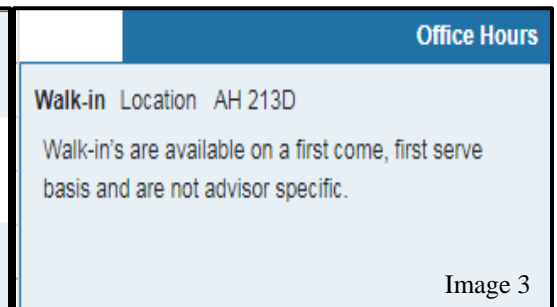 Office Hours
Walk-in Location AH 213D
Walk-in's are available on a first come, first serve
basis and are not advisor specific.
Image 3